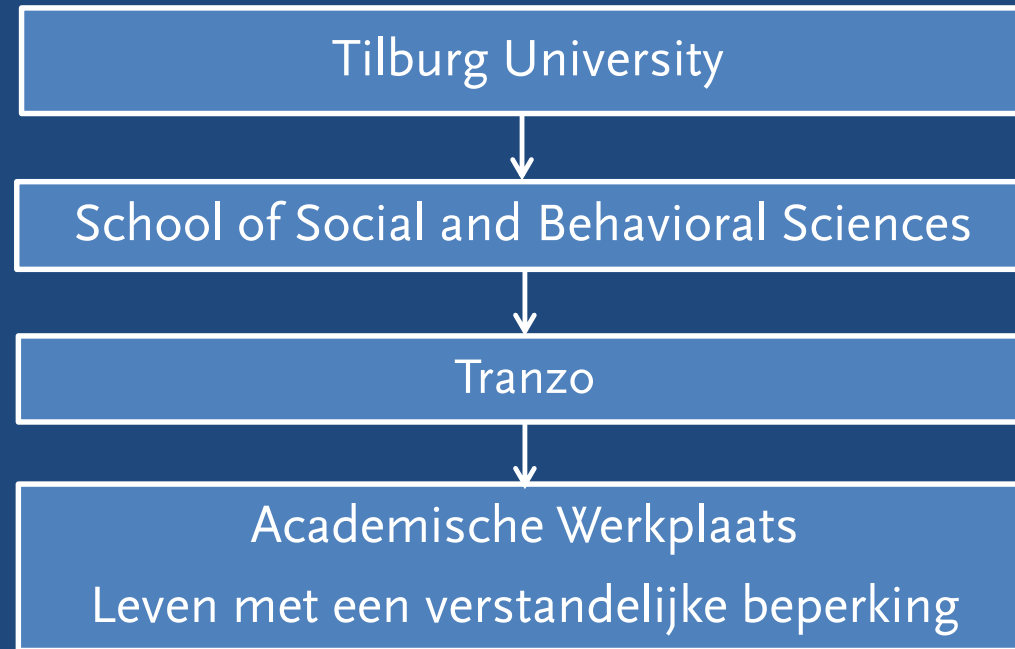 Tilburg University
School of Social and Behavioral Sciences
Tranzo
Academische Werkplaats
Leven met een verstandelijke beperking